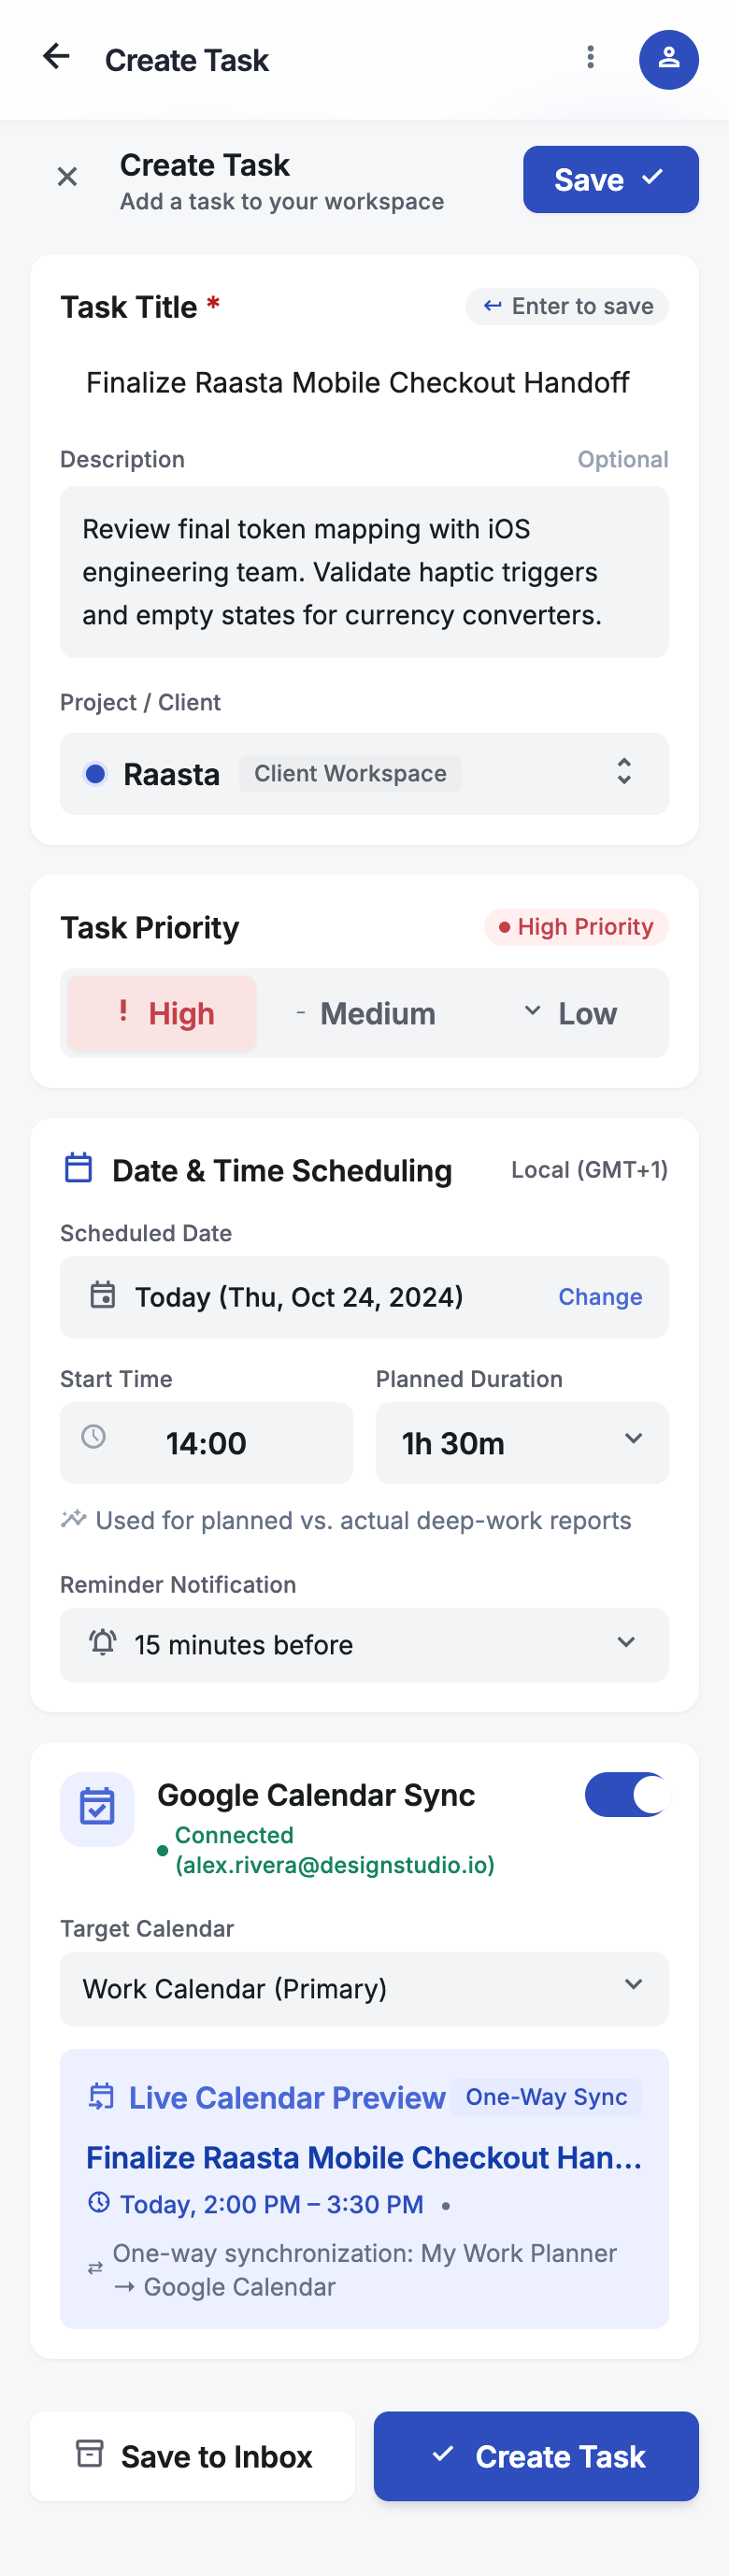 Create Task
Create Task
Add a task to your workspace
Save
Task Title *
Enter to save
Finalize Raasta Mobile Checkout Handoff
Description
Optional
Review final token mapping with iOS
engineering team. Validate haptic triggers
and empty states for currency converters.
Project / Client
Raasta
Client Workspace
Task Priority
High Priority
! High
- Medium
Low
Date & Time Scheduling
Local (GMT+1)
Scheduled Date
Today (Thu, Oct 24, 2024)
Change
Start Time
Planned Duration
14:00
1h 30m
Used for planned vs. actual deep-work reports
Reminder Notification
15 minutes before
Google Calendar Sync
Connected
(alex.rivera@designstudio.io)
Target Calendar
Work Calendar (Primary)
Live Calendar Preview
One-Way Sync
Finalize Raasta Mobile Checkout Han...
Today, 2:00 PM – 3:30 PM •
One-way synchronization: My Work Planner
→ Google Calendar
Save to Inbox
Create Task